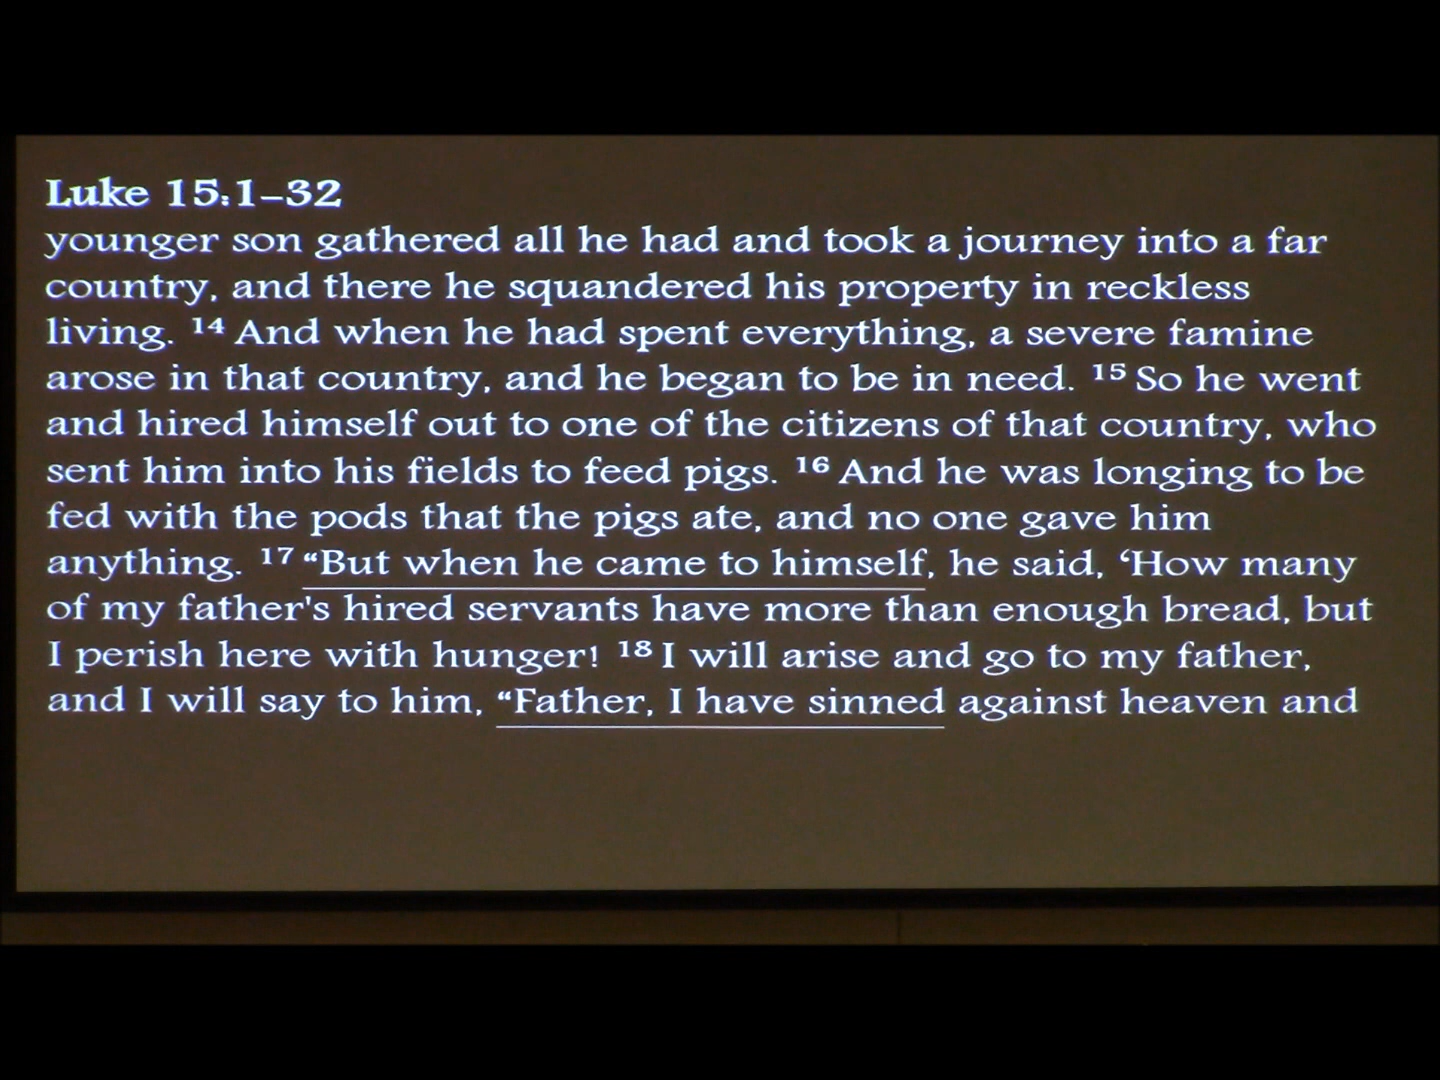 Luke 15:1–32
younger son gathered all he had and took a journey into a far
country, and there he squandered his property in reckless
living. 14 And when he had spent everything, a severe famine
arose in that country, and he began to be in need. 15 So he went
and hired himself out to one of the citizens of that country, who
sent him into his fields to feed pigs. 16 And he was longing to be
fed with the pods that the pigs ate, and no one gave him
anything. 17 “But when he came to himself, he said, ‘How many
of my father's hired servants have more than enough bread, but
I perish here with hunger! 18 I will arise and go to my father,
and I will say to him, “Father, I have sinned against heaven and